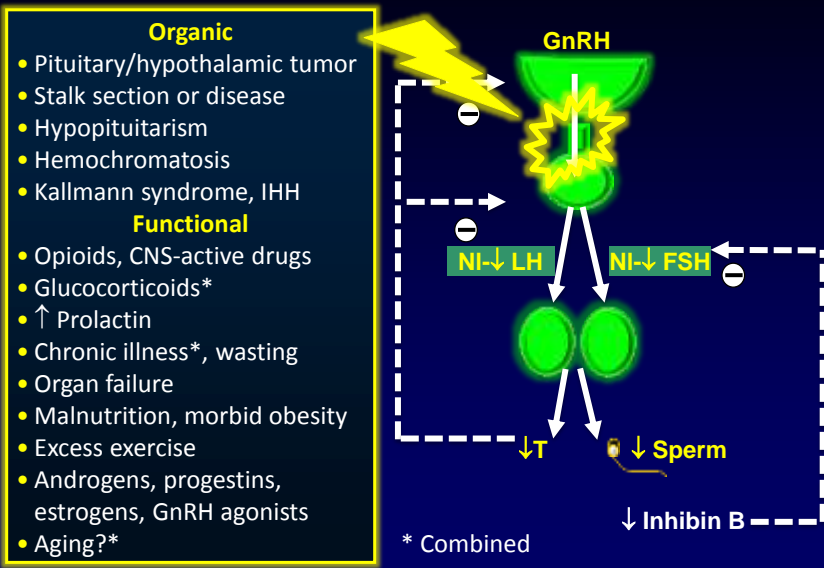 Organic
• Pituitary/hypothalamic tumor
• Stalk section or disease
• Hypopituitarism
• Hemochromatosis
• Kallmann syndrome, IHH
Functional
• Opioids, CNS-active drugs
• Glucocorticoids*
• ↑ Prolactin
• Chronic illness*, wasting
• Organ failure
• Malnutrition, morbid obesity
• Excess exercise
• Androgens, progestins,
estrogens, GnRH agonists
• Aging?*
GnRH
−
−
NI-↓ LH
NI-↓ FSH
−
↓T
↓ Sperm
↓ Inhibin B
* Combined